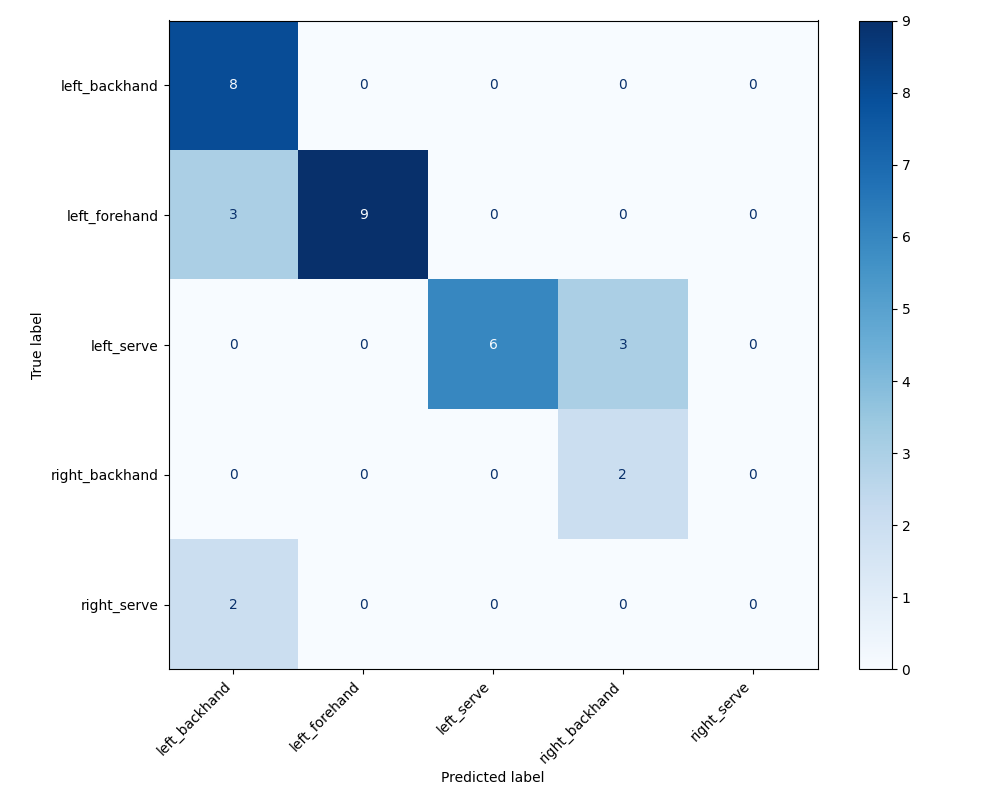 left_backhand 8 0 0 0 0
left_forehand 3 9 0 0 0
left_serve 0 0 6 3 0
right_backhand 0 0 0 2 0
right_serve 2 0 0 0 0
left_backhand left_forehand left_serve right_backhand right_serve
Predicted label
True label
9
8
7
6
5
4
3
2
1
0